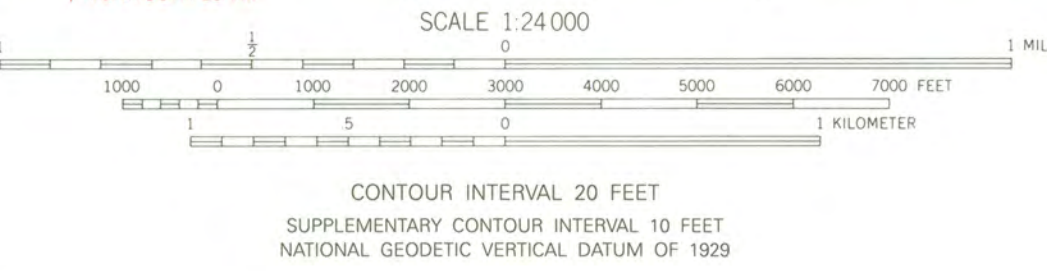 SCALE 1:24 000
1 1/2 0 1 MIL
1000 0 1000 2000 3000 4000 5000 6000 7000 FEET
1 .5 0 1 KILOMETER
CONTOUR INTERVAL 20 FEET
SUPPLEMENTARY CONTOUR INTERVAL 10 FEET
NATIONAL GEODETIC VERTICAL DATUM OF 1929